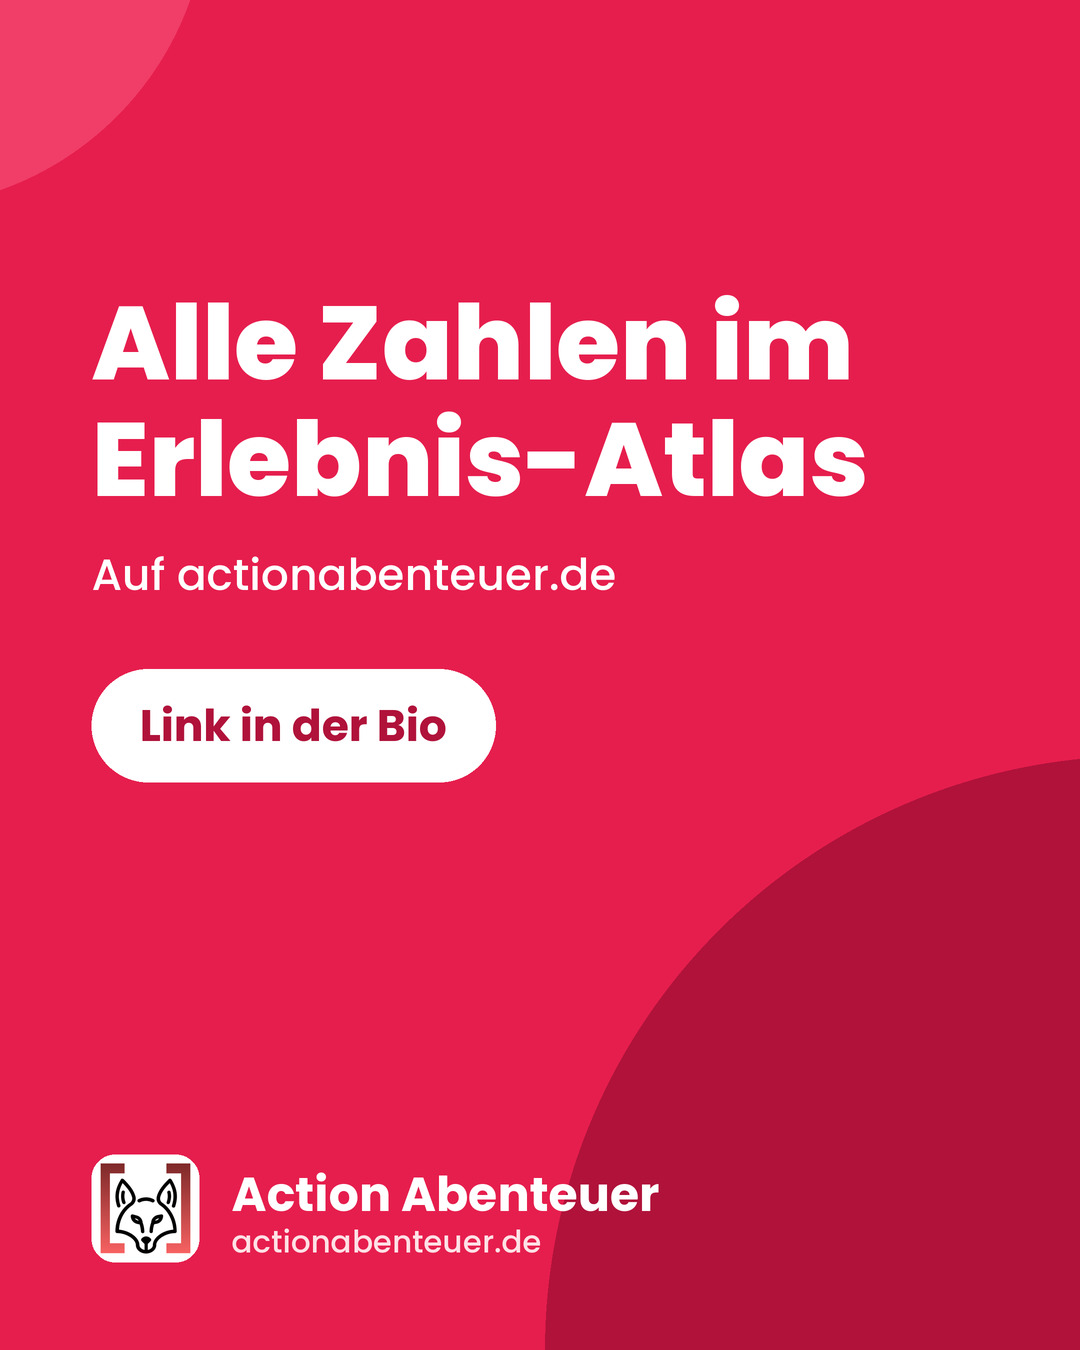 Alle Zahlen im
Erlebnis-Atlas
Auf actionabenteuer.de
Link in der Bio
Action Abenteuer
actionabenteuer.de